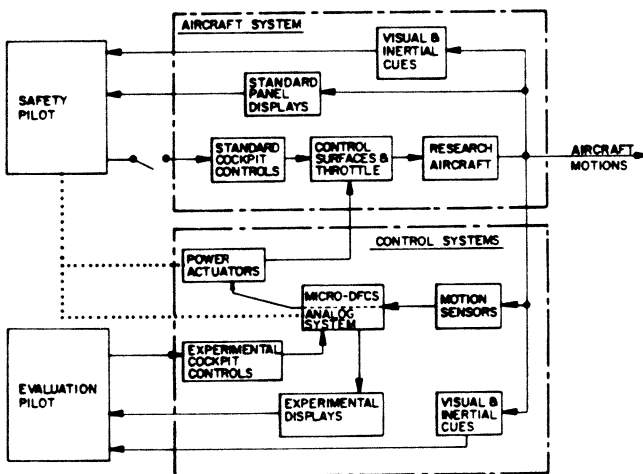 AIRCRAFT SYSTEM
VISUAL &
INERTIAL
CUES
STANDARD
PANEL
DISPLAYS
SAFETY
PILOT
STANDARD
COCKPIT
CONTROLS
CONTROL
SURFACES &
THROTTLE
RESEARCH
AIRCRAFT
AIRCRAFT
MOTIONS
CONTROL SYSTEMS
POWER
ACTUATORS
MICRO-DFCS
ANALOG
SYSTEM
MOTION
SENSORS
EXPERIMENTAL
COCKPIT
CONTROLS
EVALUATION
PILOT
EXPERIMENTAL
DISPLAYS
VISUAL &
INERTIAL
CUES